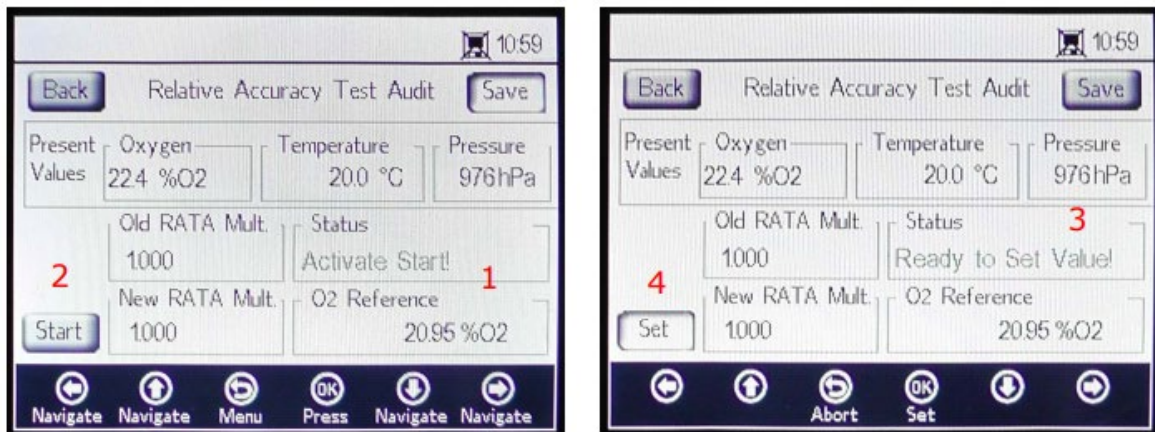 10:59
Back Relative Accuracy Test Audit Save
Present Values
Oxygen
22.4 %O2
Temperature
20.0 °C
Pressure
976 hPa
Old RATA Mult.
1.000
Status
Activate Start!
1
2
New RATA Mult.
1.000
O2 Reference
20.95 %O2
Start
Navigate Navigate Menu OK Press Navigate Navigate
10:59
Back Relative Accuracy Test Audit Save
Present Values
Oxygen
22.4 %O2
Temperature
20.0 °C
Pressure
976 hPa
Old RATA Mult.
1.000
Status
Ready to Set Value!
3
4
New RATA Mult.
1.000
O2 Reference
20.95 %O2
Set
Abort OK Set